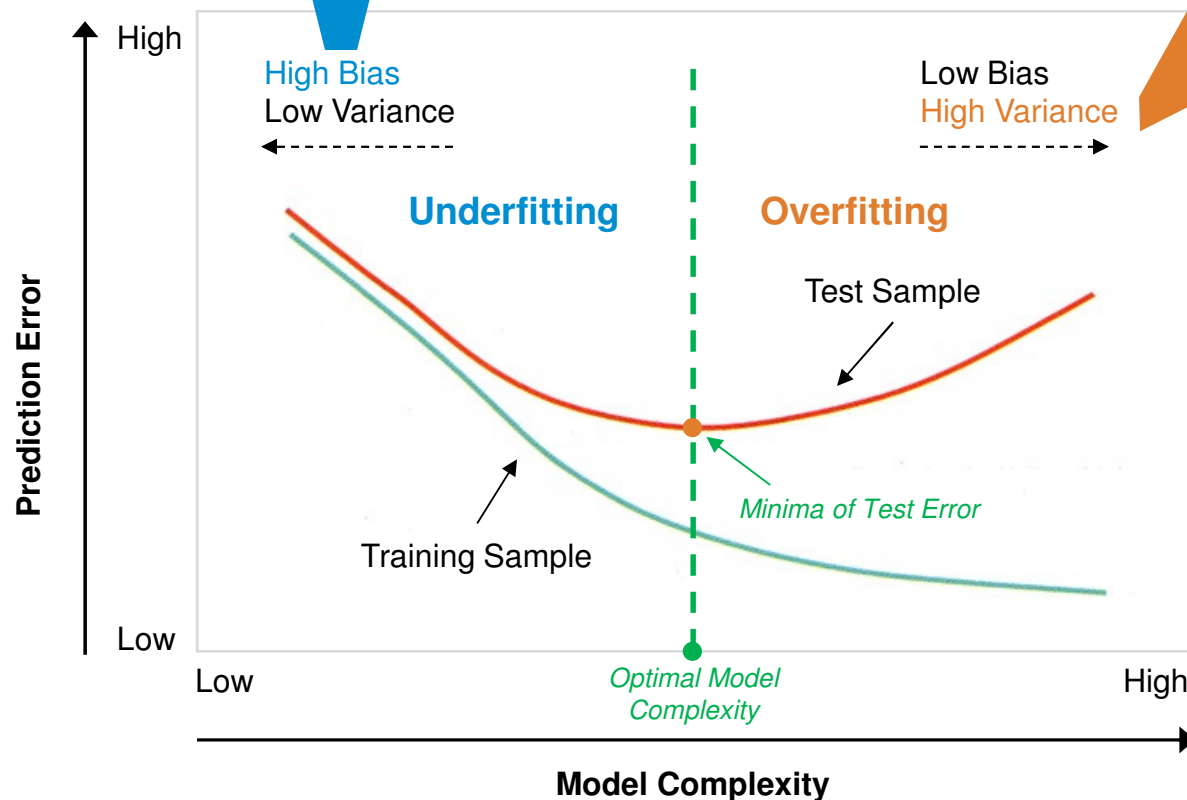 High
High Bias
Low Variance
Low Bias
High Variance
Underfitting
Overfitting
Test Sample
Prediction Error
Minima of Test Error
Training Sample
Low
Low
Optimal Model
Complexity
High
Model Complexity